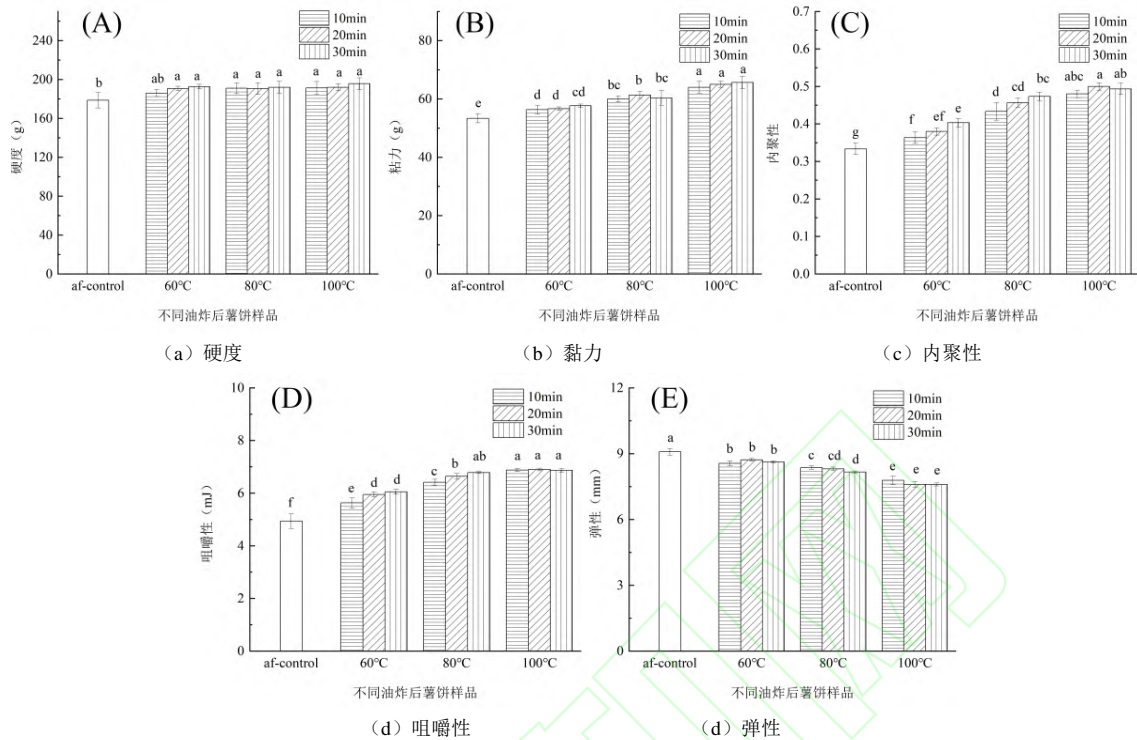 (A)
10min
20min
30min
240
200
160
120
80
40
0
硬度（g）
b
ab
a
a
a
a
a
a
a
a
af-control
60℃
80℃
100℃
不同油炸后薯饼样品
（a）硬度
(B)
10min
20min
30min
80
60
40
20
0
粘力（g）
e
d
d
cd
bc
b
bc
a
a
a
af-control
60℃
80℃
100℃
不同油炸后薯饼样品
（b）黏力
(C)
10min
20min
30min
0.7
0.6
0.5
0.4
0.3
0.2
0.1
0.0
内聚性
g
f
ef
e
d
cd
bc
abc
a
ab
af-control
60℃
80℃
100℃
不同油炸后薯饼样品
（c）内聚性
(D)
10min
20min
30min
10
8
6
4
2
0
咀嚼性（mJ）
f
e
d
d
c
b
ab
a
a
a
af-control
60℃
80℃
100℃
不同油炸后薯饼样品
（d）咀嚼性
(E)
10min
20min
30min
12
9
6
3
0
弹性（mm）
a
b
b
b
c
cd
d
e
e
e
af-control
60℃
80℃
100℃
不同油炸后薯饼样品
（d）弹性